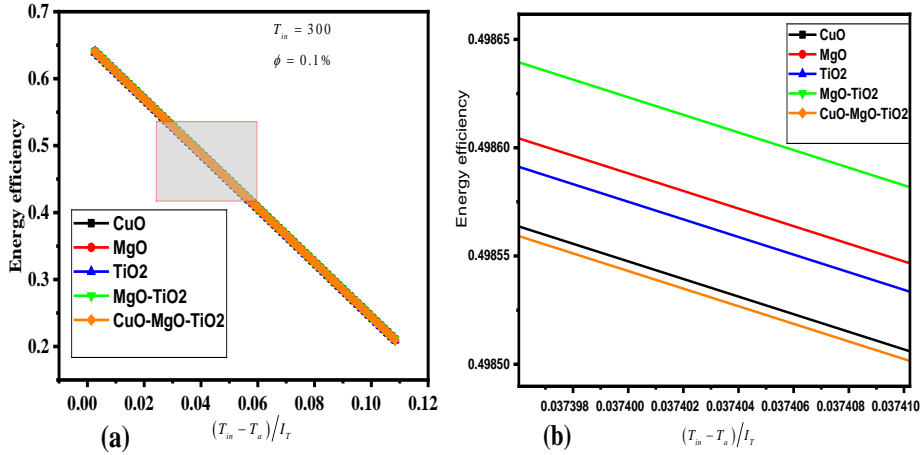 T_in = 300
ϕ = 0.1%
Energy efficiency
0.7
0.6
0.5
0.4
0.3
0.2
CuO
MgO
TiO2
MgO-TiO2
CuO-MgO-TiO2
0.00 0.02 0.04 0.06 0.08 0.10 0.12
(a)
(T_in − T_a)/I_T
Energy efficiency
0.49865
0.49860
0.49855
0.49850
CuO
MgO
TiO2
MgO-TiO2
CuO-MgO-TiO2
0.037398 0.037400 0.037402 0.037404 0.037406 0.037408 0.037410
(b)
(T_in − T_a)/I_T